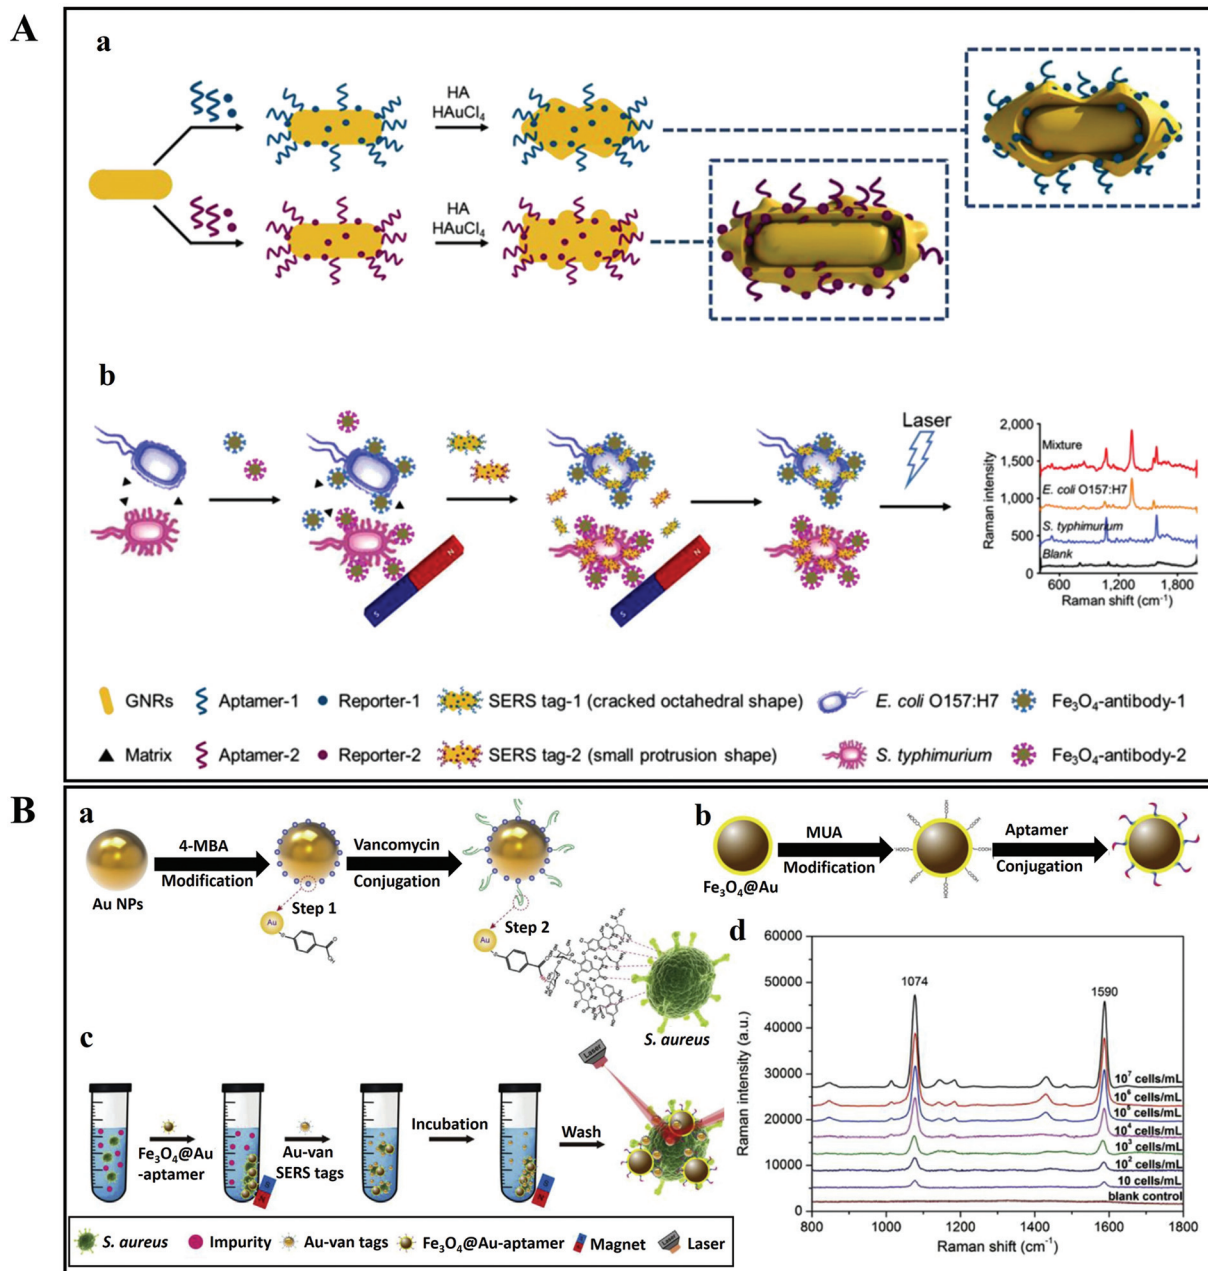 A
a
HA
HAuCl₄
HA
HAuCl₄
b
Laser
N
S
N
S
Raman intensity
2,000
1,500
1,000
500
0
Mixture
E. coli O157:H7
S. typhimurium
Blank
600
1,200
1,800
Raman shift (cm⁻¹)
GNRs
Aptamer-1
Reporter-1
SERS tag-1 (cracked octahedral shape)
E. coli O157:H7
Fe₃O₄-antibody-1
Matrix
Aptamer-2
Reporter-2
SERS tag-2 (small protrusion shape)
S. typhimurium
Fe₃O₄-antibody-2
B
a
Au NPs
4-MBA
Modification
Vancomycin
Conjugation
Step 1
Au
Step 2
Au
S. aureus
b
Fe₃O₄@Au
MUA
Modification
Aptamer
Conjugation
c
Fe₃O₄@Au
-aptamer
Au-van
SERS tags
Incubation
Wash
Laser
d
Raman intensity (a.u.)
60000
50000
40000
30000
20000
10000
0
1074
1590
10⁷ cells/mL
10⁶ cells/mL
10⁵ cells/mL
10⁴ cells/mL
10³ cells/mL
10² cells/mL
10 cells/mL
blank control
800
1000
1200
1400
1600
1800
Raman shift (cm⁻¹)
S. aureus
Impurity
Au-van tags
Fe₃O₄@Au-aptamer
Magnet
Laser